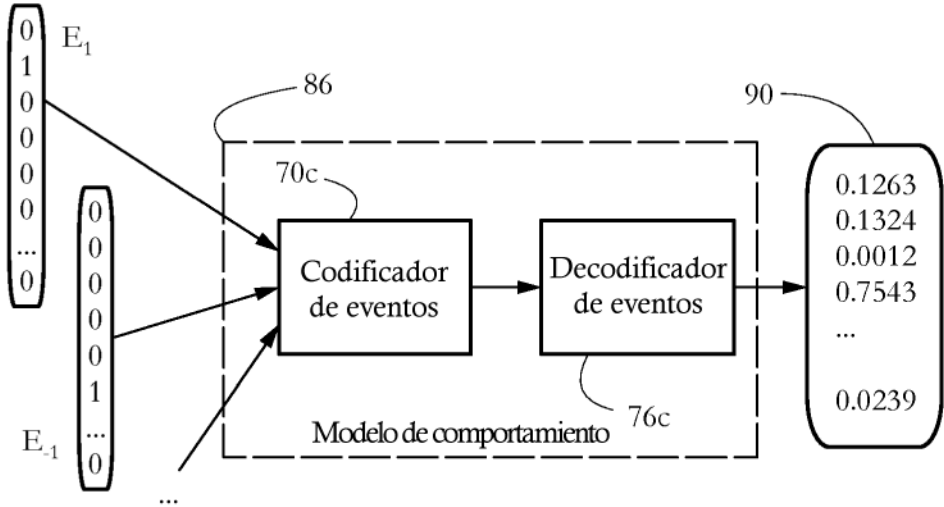 0
1
0
0
0
0
...
0
E1
0
0
0
0
0
1
...
0
E-1
...
86
70c
Codificador
de eventos
Decodificador
de eventos
76c
Modelo de comportamiento
90
0.1263
0.1324
0.0012
0.7543
...
0.0239